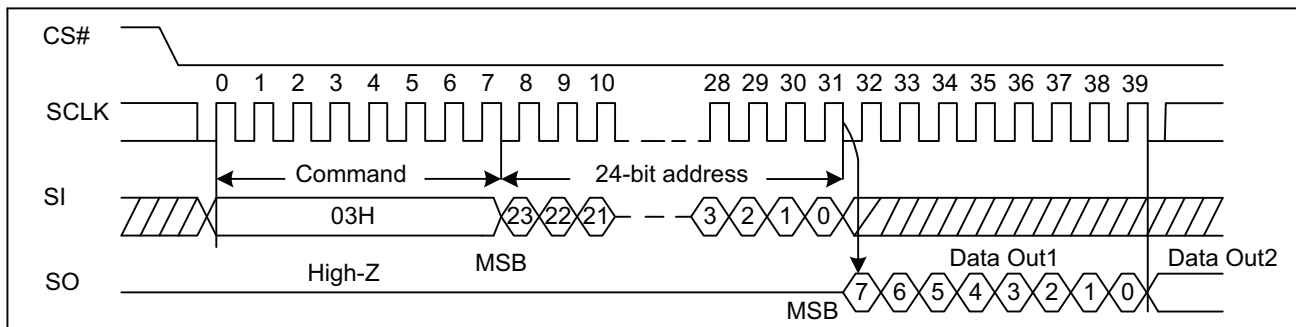 CS#
0 1 2 3 4 5 6 7 8 9 10 28 29 30 31 32 33 34 35 36 37 38 39
SCLK
Command 24-bit address
SI
03H 23 22 21 3 2 1 0
High-Z MSB Data Out1 Data Out2
SO
MSB 7 6 5 4 3 2 1 0